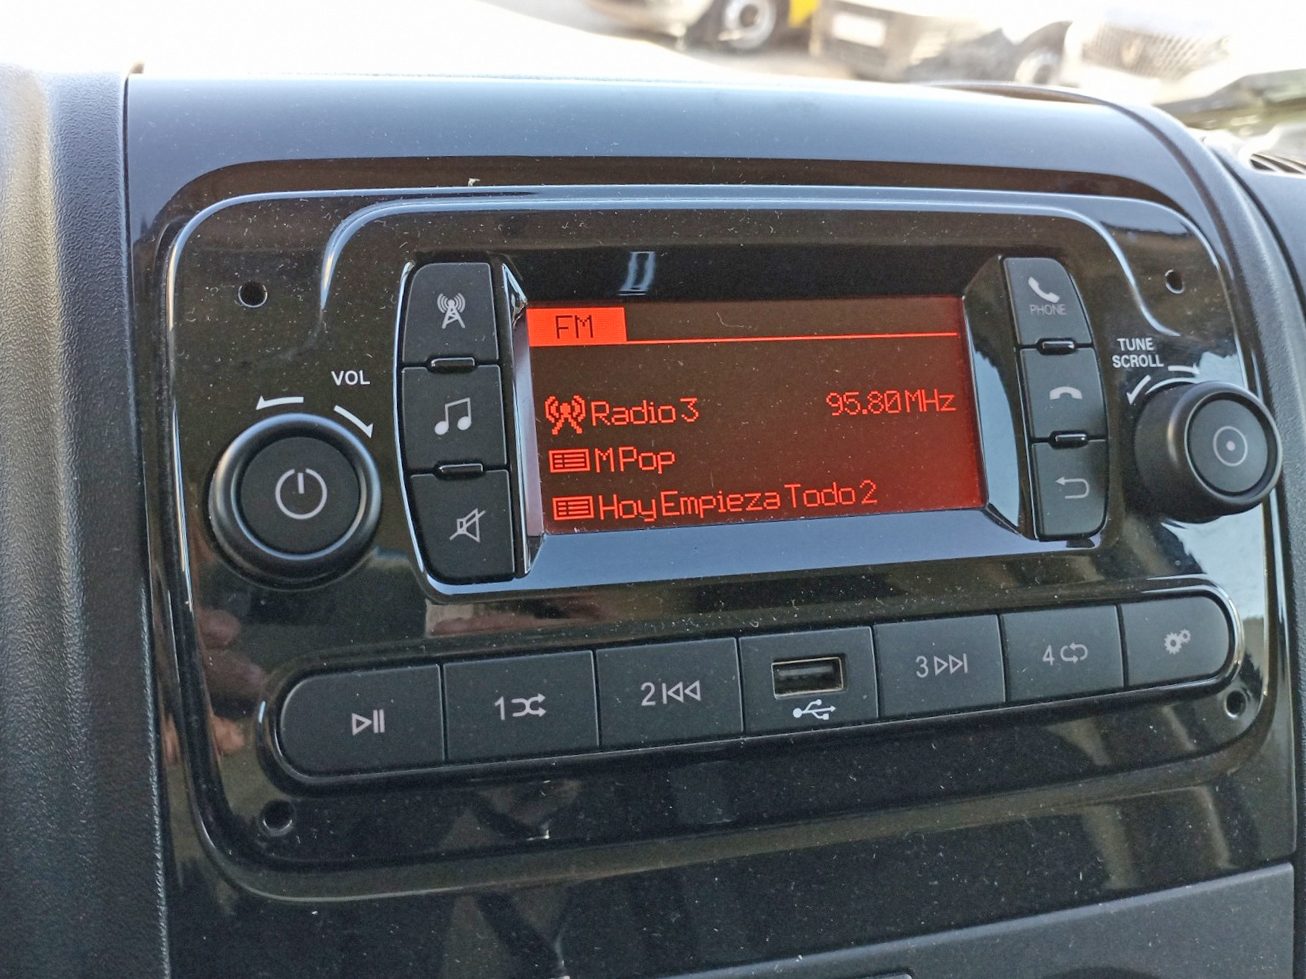 VOL
FM
Radio 3 95.80 MHz
M Pop
Hoy Empieza Todo 2
PHONE
TUNE
SCROLL
1
2
3
4